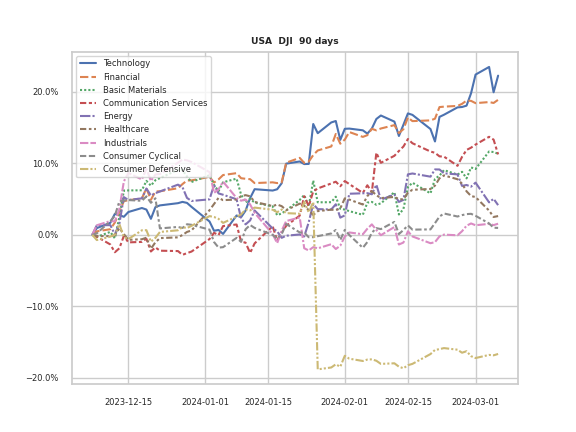 USA  DJI  90 days
Technology
Financial
Basic Materials
Communication Services
Energy
Healthcare
Industrials
Consumer Cyclical
Consumer Defensive
20.0%
10.0%
0.0%
−10.0%
−20.0%
2023-12-15
2024-01-01
2024-01-15
2024-02-01
2024-02-15
2024-03-01